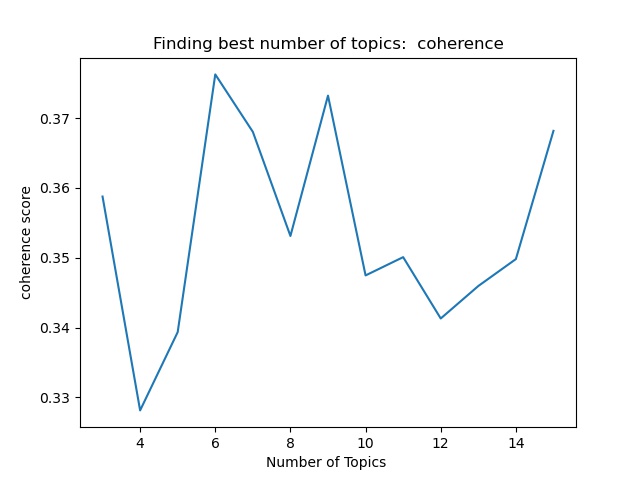 Finding best number of topics:  coherence
coherence score
0.37
0.36
0.35
0.34
0.33
4 6 8 10 12 14
Number of Topics